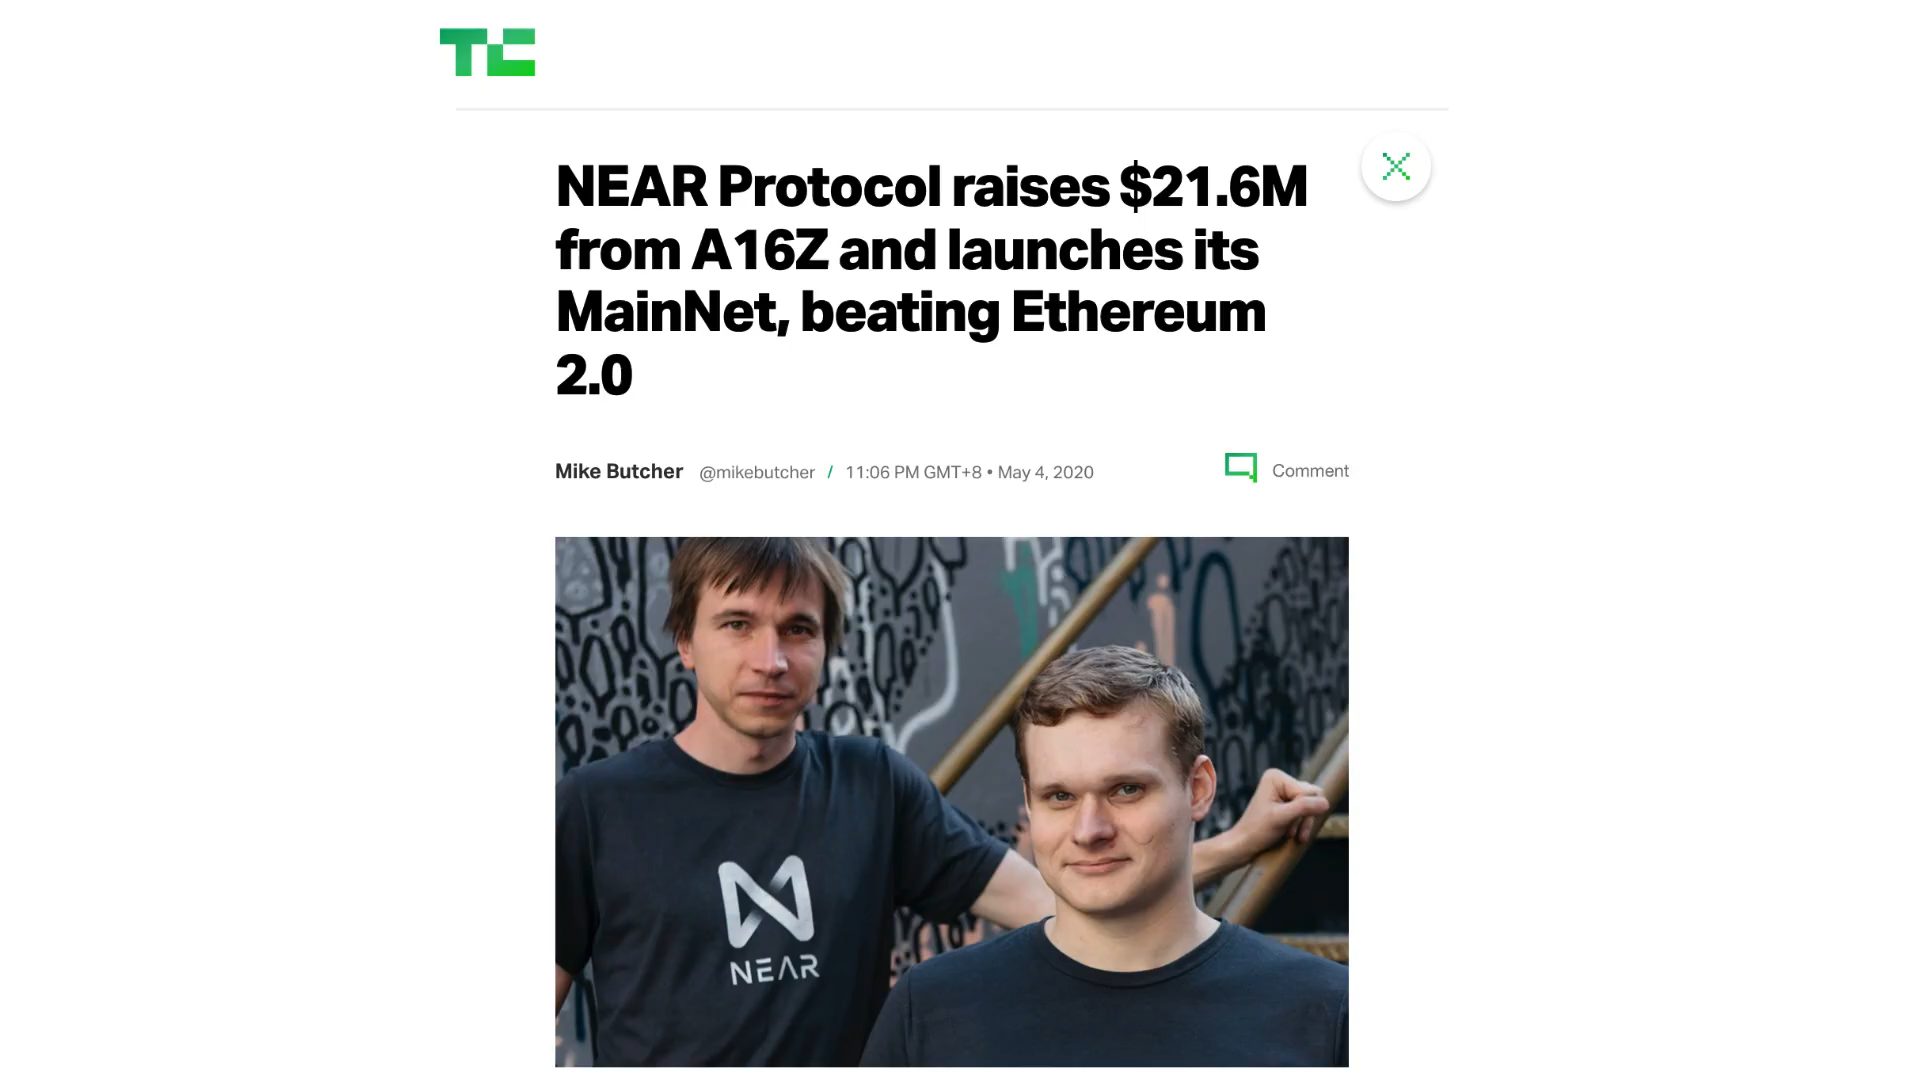 TC
NEAR Protocol raises $21.6M
from A16Z and launches its
MainNet, beating Ethereum
2.0
Mike Butcher @mikebutcher / 11:06 PM GMT+8 • May 4, 2020
Comment
NEAR